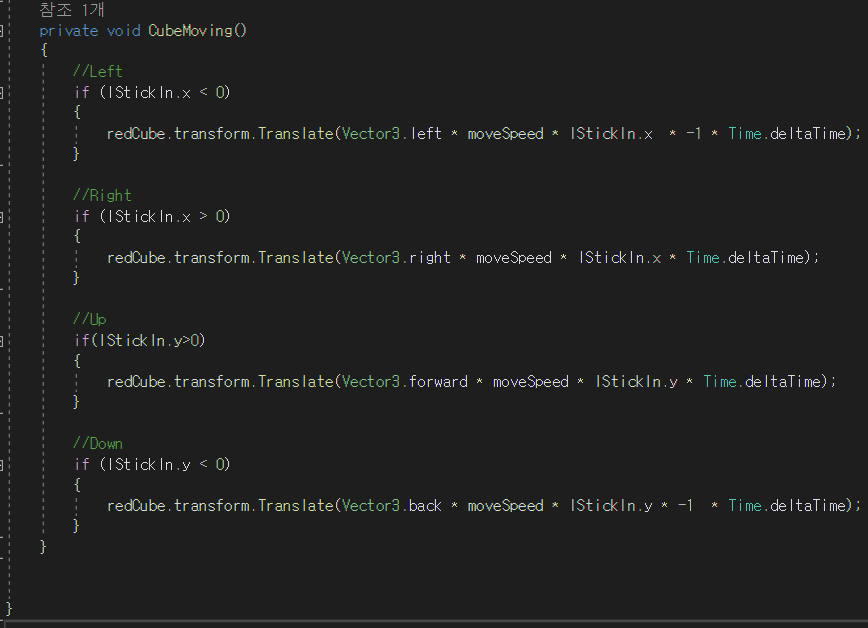 참조 1개
private void CubeMoving()
{
//Left
if (lStickIn.x < 0)
{
redCube.transform.Translate(Vector3.left * moveSpeed * lStickIn.x  * -1 * Time.deltaTime);
}
//Right
if (lStickIn.x > 0)
{
redCube.transform.Translate(Vector3.right * moveSpeed * lStickIn.x * Time.deltaTime);
}
//Up
if(lStickIn.y>0)
{
redCube.transform.Translate(Vector3.forward * moveSpeed * lStickIn.y * Time.deltaTime);
}
//Down
if (lStickIn.y < 0)
{
redCube.transform.Translate(Vector3.back * moveSpeed * lStickIn.y * -1  * Time.deltaTime);
}
}
}